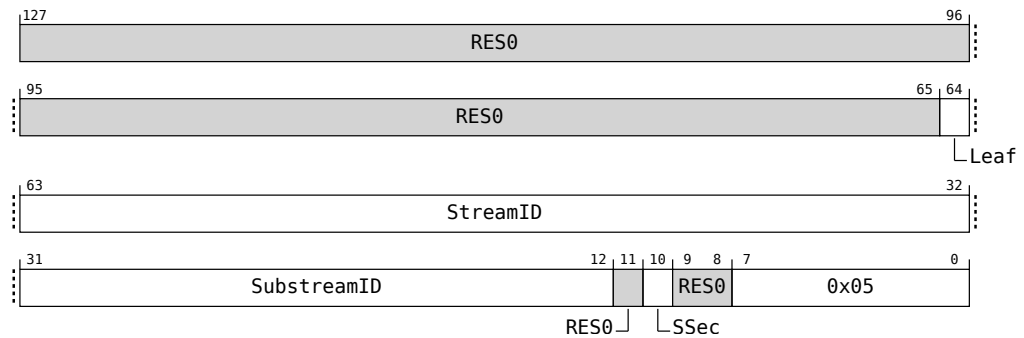 127 96
RES0
95 65 64
RES0
Leaf
63 32
StreamID
31 12 11 10 9 8 7 0
SubstreamID RES0 0x05
RES0 SSec